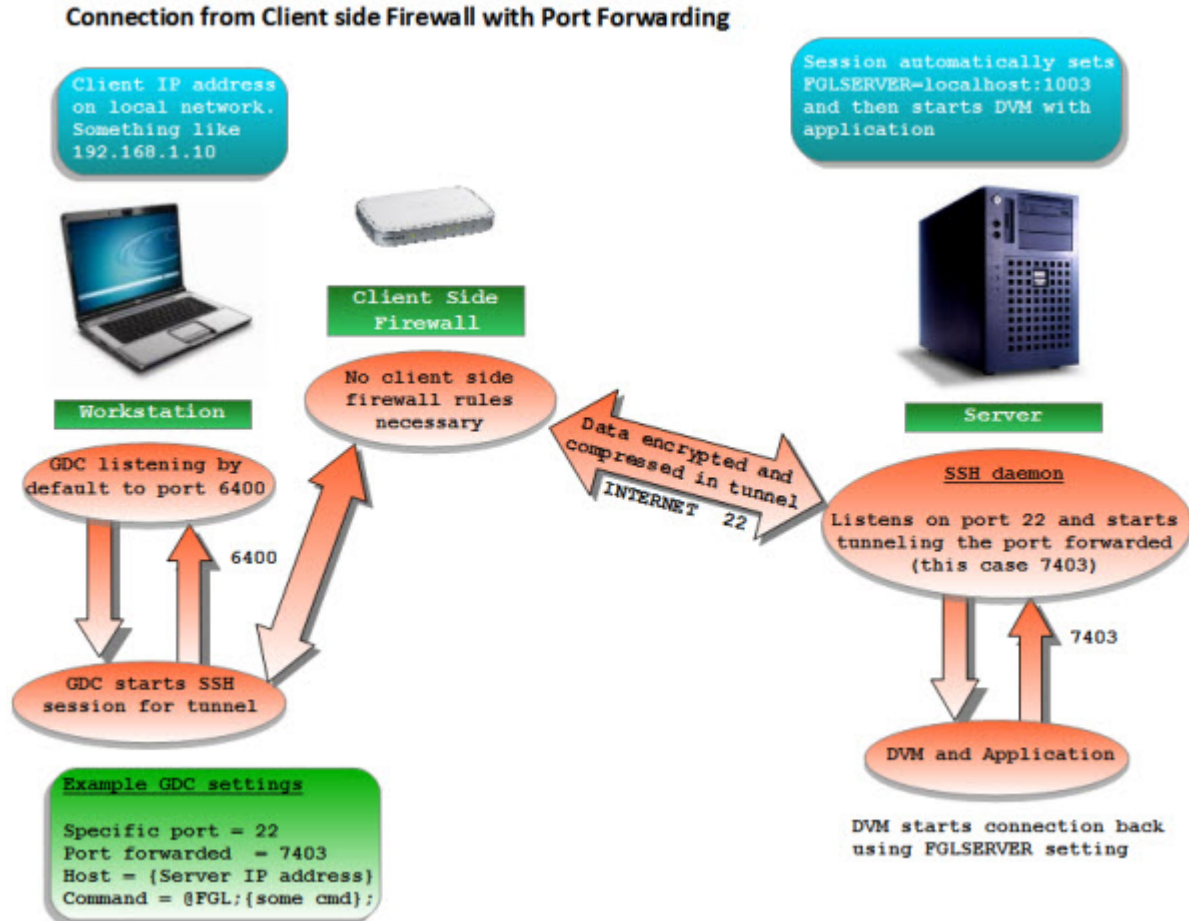 Connection from Client side Firewall with Port Forwarding
Client IP address
on local network.
Something like
192.168.1.10
Session automatically sets
FGLSERVER=localhost:1003
and then starts DVM with
application
Client Side
Firewall
No client side
firewall rules
necessary
Workstation
GDC listening by
default to port 6400
6400
GDC starts SSH
session for tunnel
Data encrypted and
compressed in tunnel
INTERNET 22
Server
SSH daemon
Listens on port 22 and starts
tunneling the port forwarded
(this case 7403)
7403
DVM and Application
DVM starts connection back
using FGLSERVER setting
Example GDC settings
Specific port = 22
Port forwarded = 7403
Host = {Server IP address}
Command = @FGL;{some cmd};